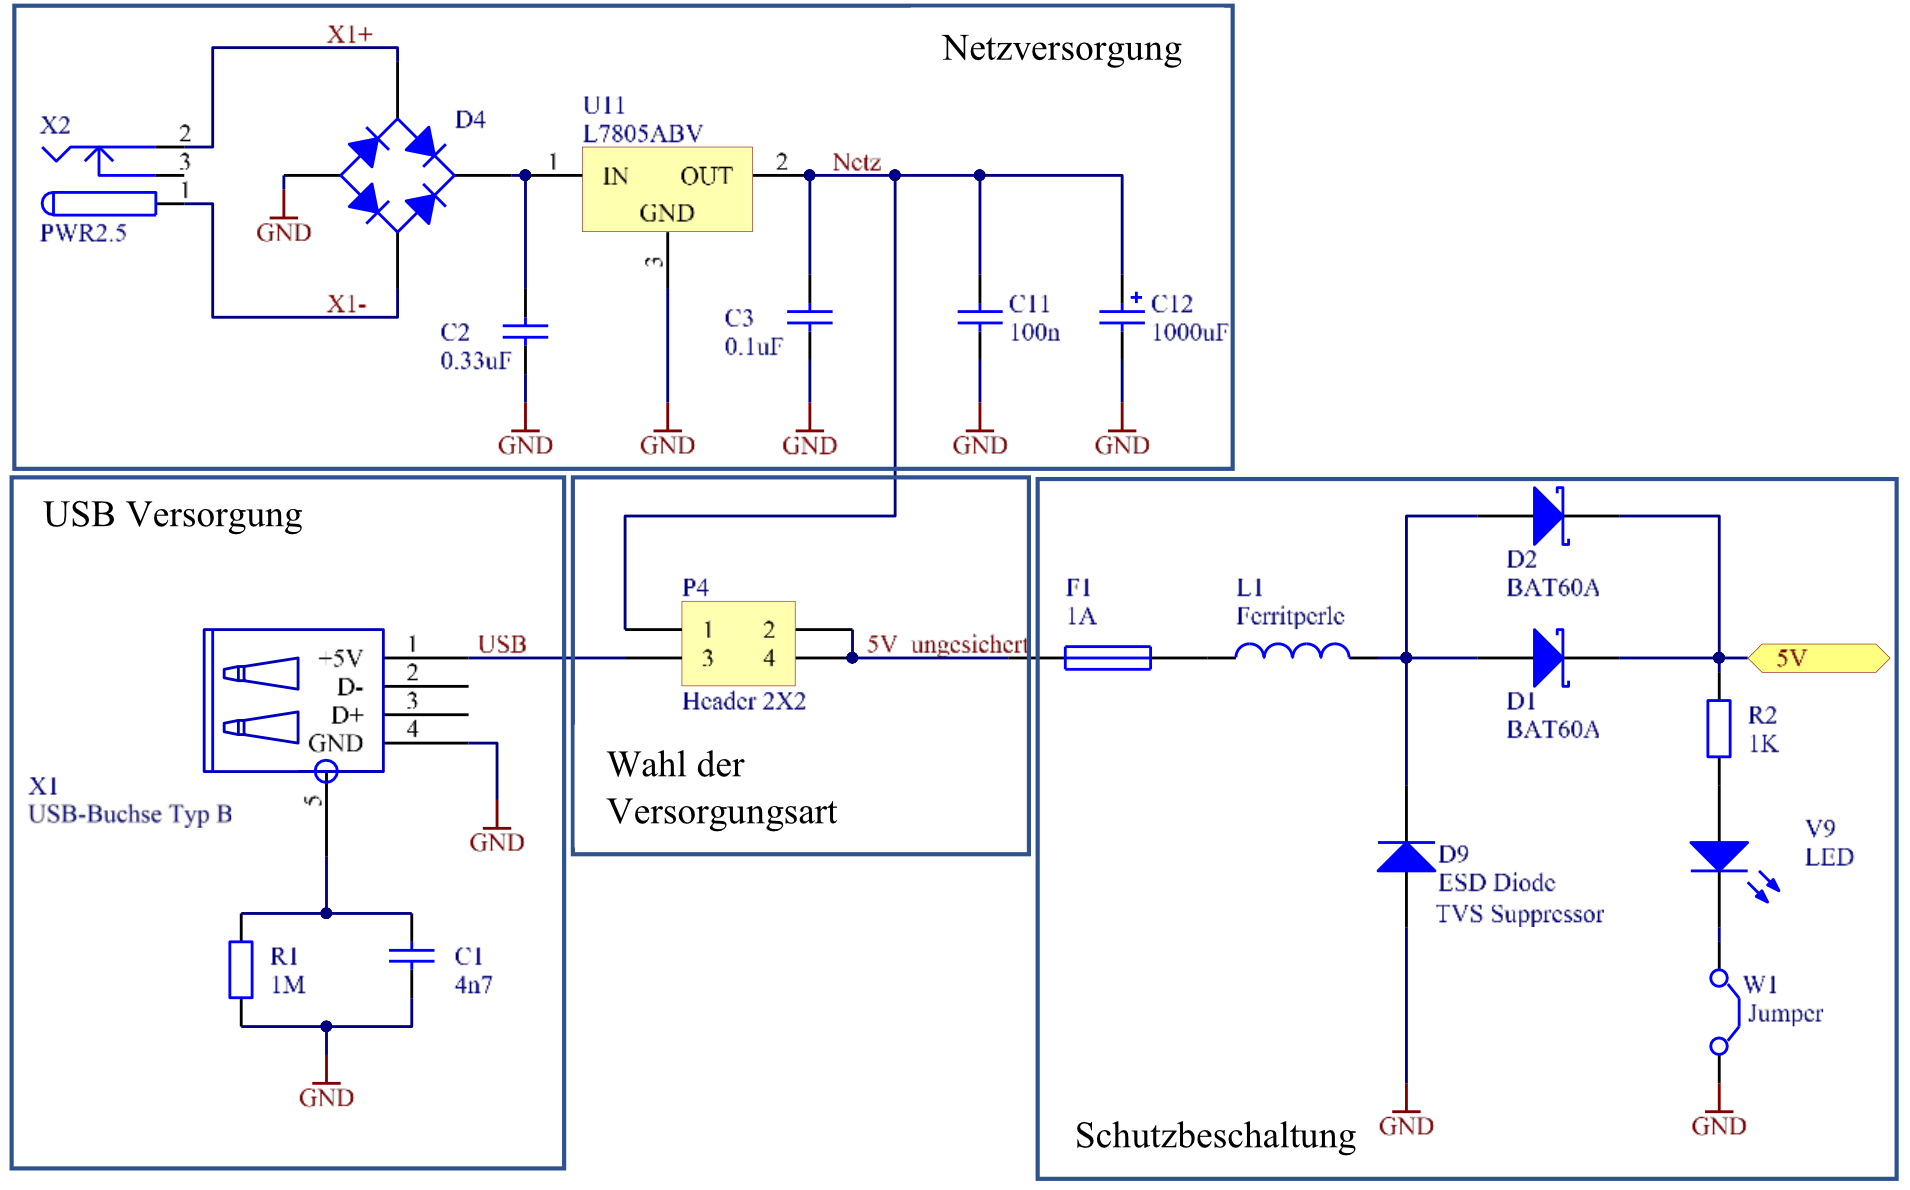 Netzversorgung
X1+
X2
2
3
1
PWR2.5
GND
D4
X1-
U11
L7805ABV
1
IN
OUT
GND
2
3
Netz
C2
0.33uF
C3
0.1uF
C11
100n
+
C12
1000uF
GND
GND
GND
GND
GND
USB Versorgung
+5V
D-
D+
GND
1
2
3
4
5
USB
GND
X1
USB-Buchse Typ B
R1
1M
C1
4n7
GND
P4
1
2
3
4
Header 2X2
5V ungesichert
Wahl der
Versorgungsart
F1
1A
L1
Ferritperle
D2
BAT60A
D1
BAT60A
5V
R2
1K
V9
LED
D9
ESD Diode
TVS Suppressor
W1
Jumper
GND
GND
Schutzbeschaltung